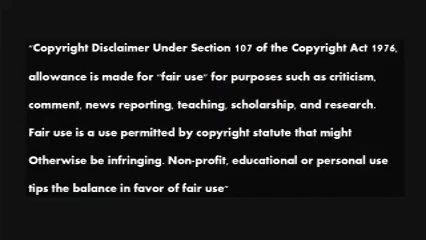 "Copyright Disclaimer Under Section 107 of the Copyright Act 1976,
allowance is made for "fair use" for purposes such as criticism,
comment, news reporting, teaching, scholarship, and research.
Fair use is a use permitted by copyright statute that might
Otherwise be infringing. Non-profit, educational or personal use
tips the balance in favor of fair use"